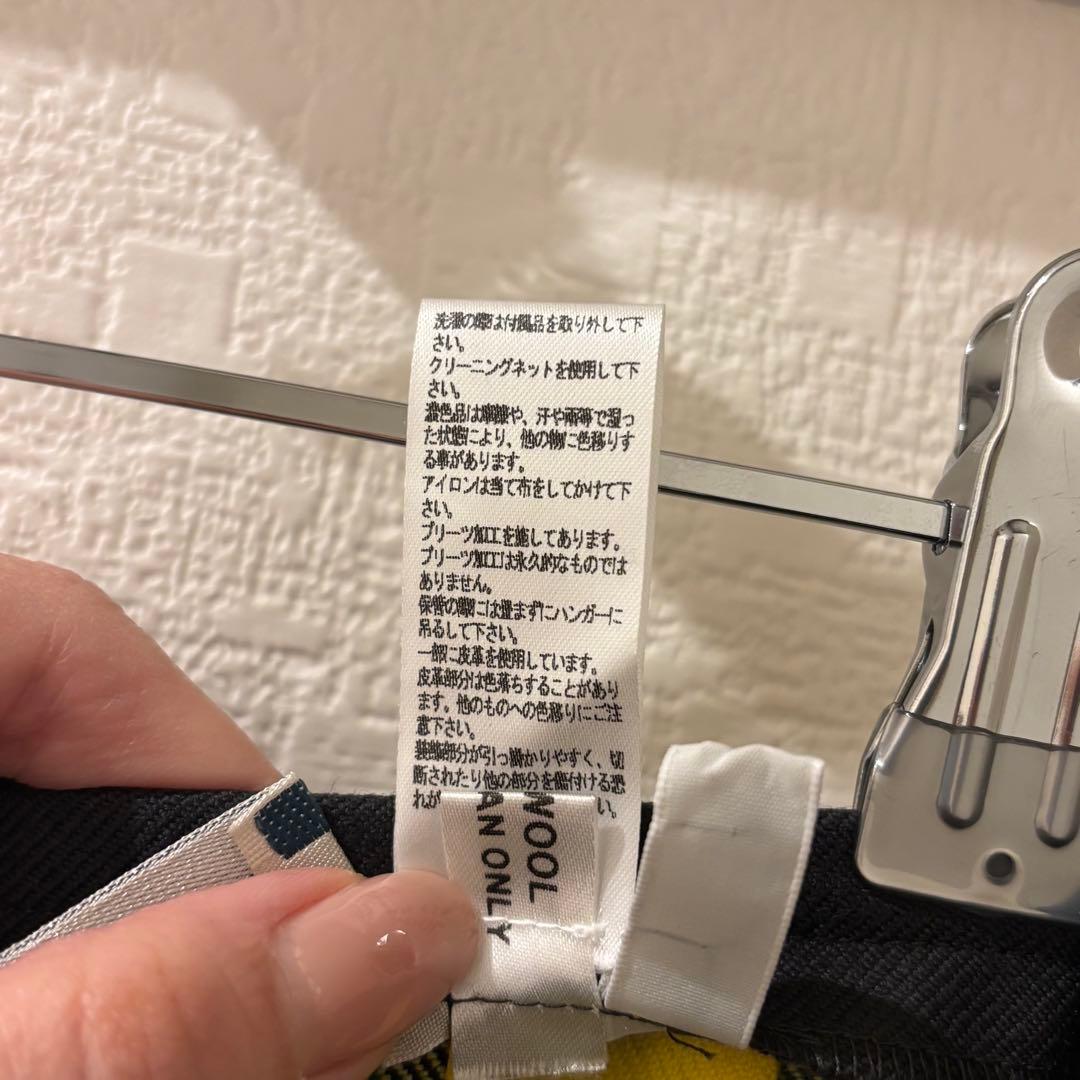 洗濯の際は付属品を取り外して下
さい。
クリーニングネットを使用して下
さい。
濃色品は摩擦や、汗や雨等で湿っ
た状態により、他の物に色移りす
る事があります。
アイロンは当て布をしてかけて下
さい。
プリーツ加工を施してあります。
プリーツ加工は永久的なものでは
ありません。
保管の際には畳まずにハンガーに
吊るして下さい。
一部に皮革を使用しています。
皮革部分は色落ちすることがあり
ます。他のものへの色移りにご注
意下さい。
装飾部分が引っ掛かりやすく、切
断されたり他の部分を傷付ける恐
れが い。
WOOL
AN ONLY